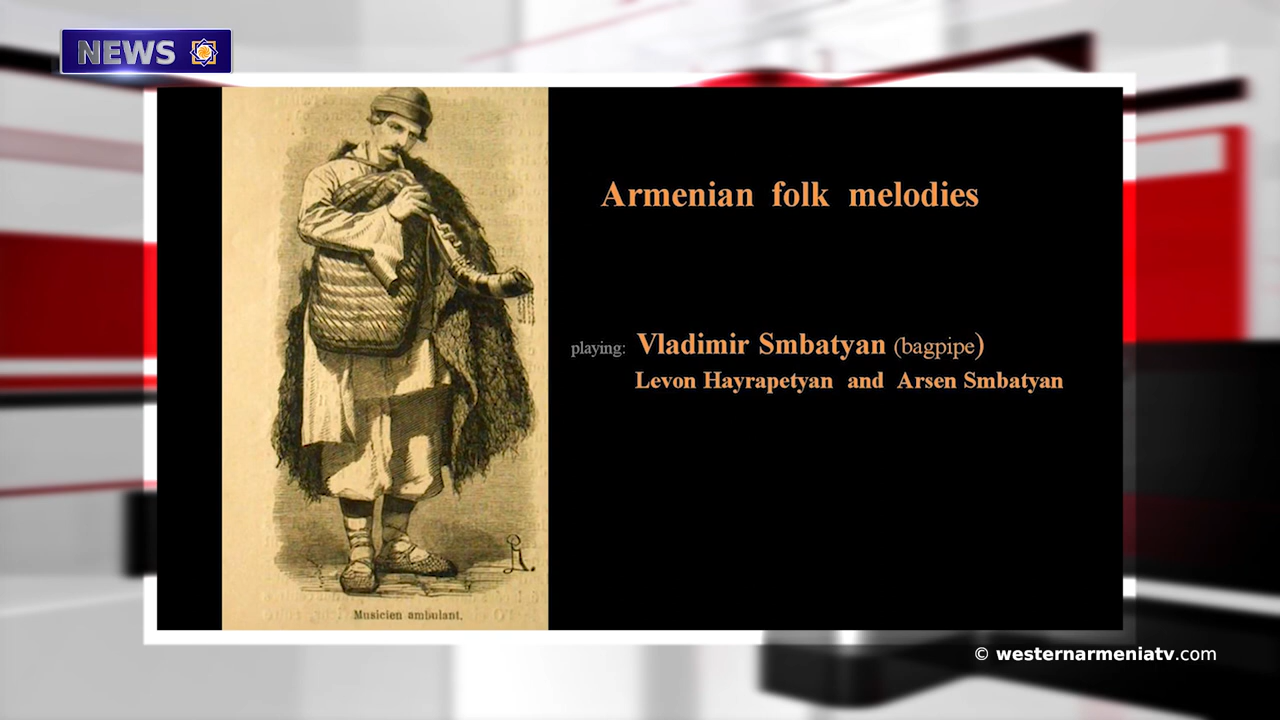 NEWS
Armenian folk melodies
playing: Vladimir Smbatyan (bagpipe)
Levon Hayrapetyan and Arsen Smbatyan
Musicien ambulant.
© westernarmeniatv.com